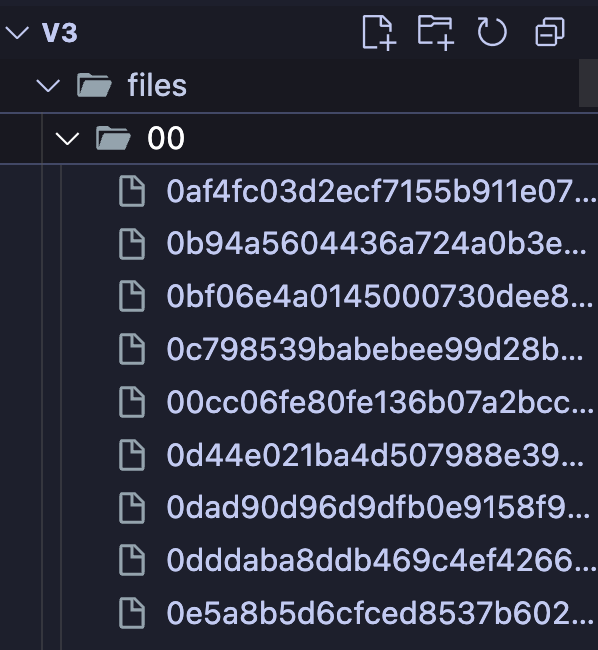 V3
files
00
0af4fc03d2ecf7155b911e07...
0b94a5604436a724a0b3e...
0bf06e4a0145000730dee8...
0c798539babebee99d28b...
00cc06fe80fe136b07a2bcc...
0d44e021ba4d507988e39...
0dad90d96d9dfb0e9158f9...
0dddaba8ddb469c4ef4266...
0e5a8b5d6cfced8537b602...